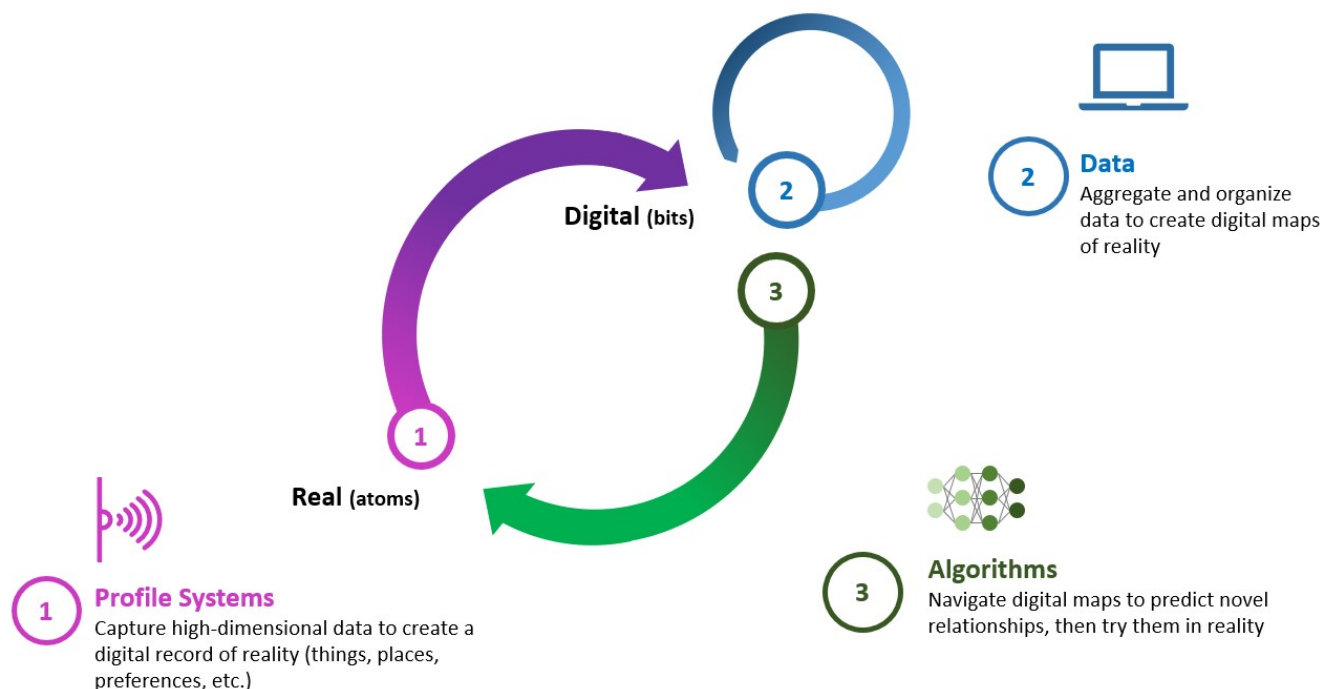 2
2
Data
Aggregate and organize
data to create digital maps
of reality
Digital (bits)
3
1
Real (atoms)
1
Profile Systems
Capture high-dimensional data to create a
digital record of reality (things, places,
preferences, etc.)
3
Algorithms
Navigate digital maps to predict novel
relationships, then try them in reality